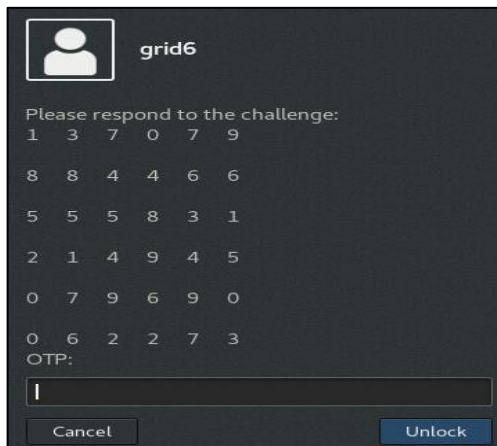 grid6
Please respond to the challenge:
1 3 7 0 7 9
8 8 4 4 6 6
5 5 5 8 3 1
2 1 4 9 4 5
0 7 9 6 9 0
0 6 2 2 7 3
OTP:
Cancel Unlock